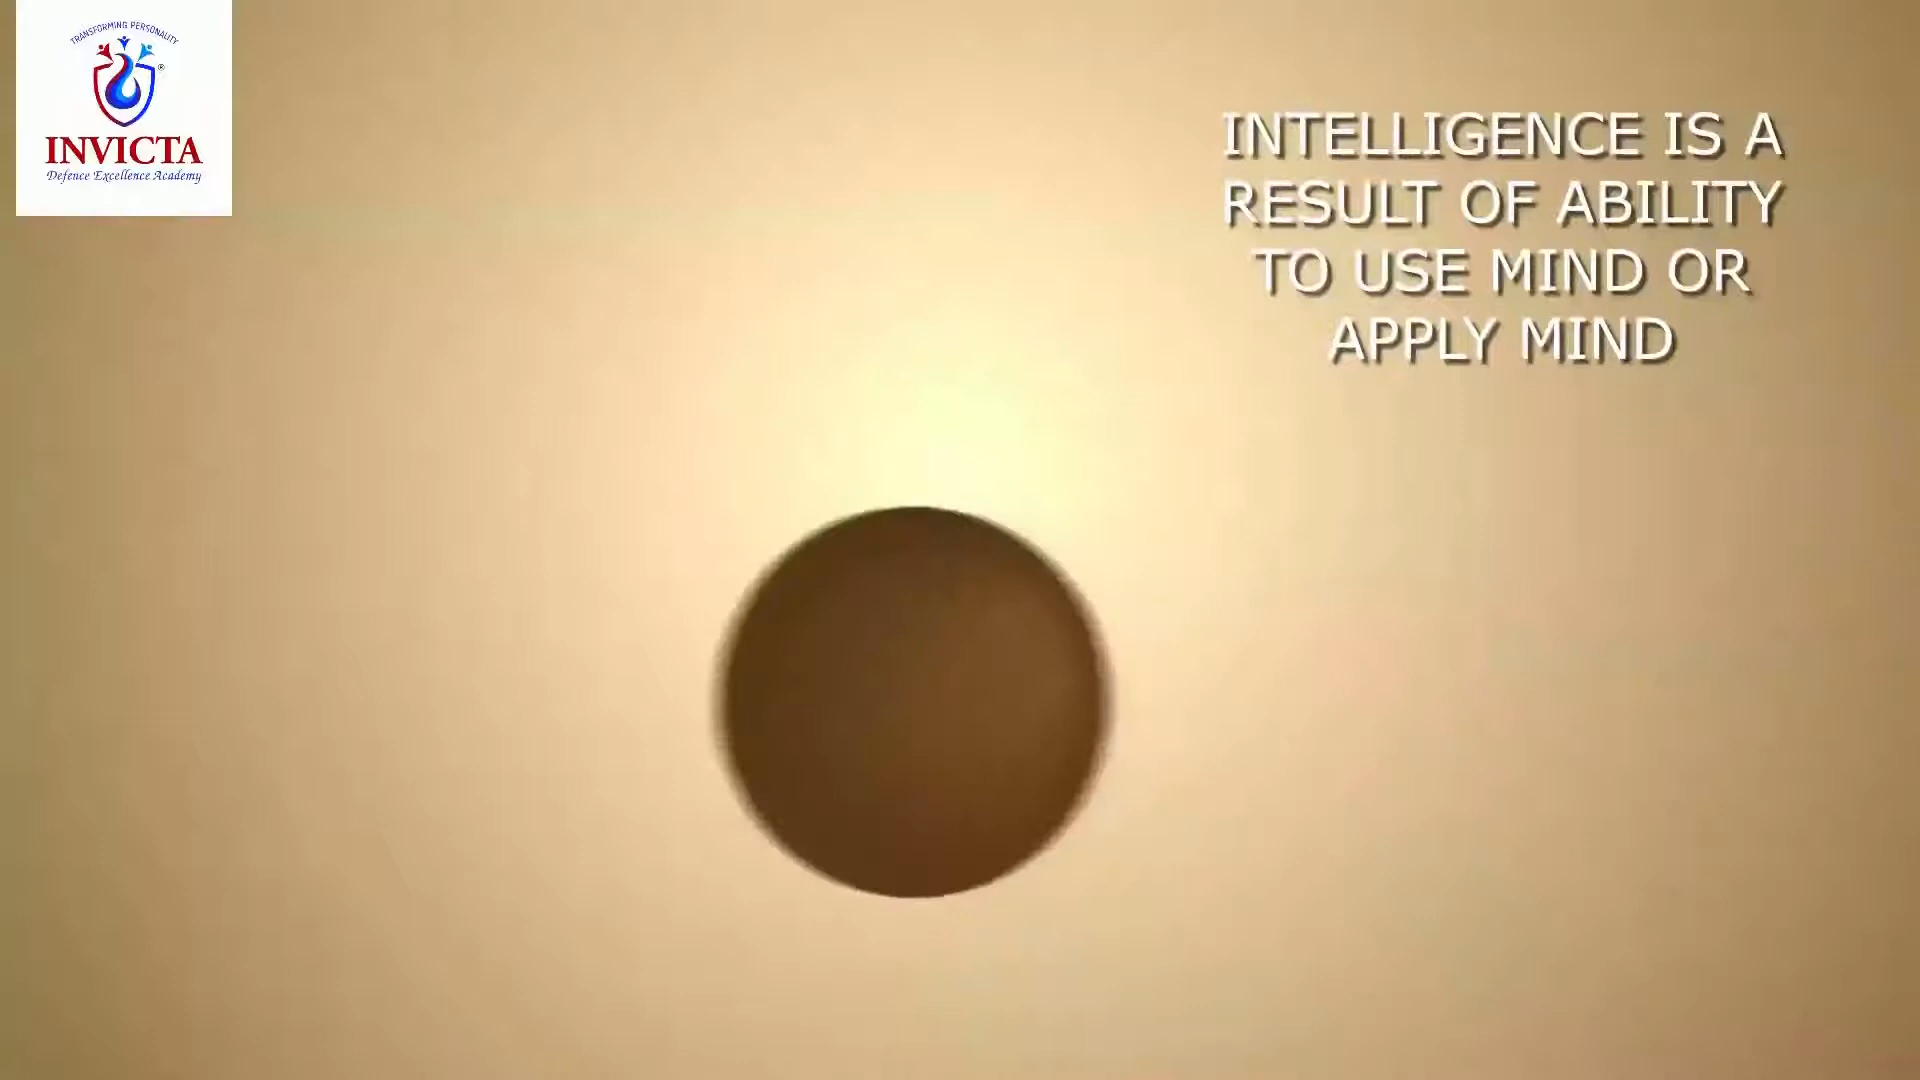 TRANSFORMING PERSONALITY
®
INVICTA
Defence Excellence Academy
INTELLIGENCE IS A
RESULT OF ABILITY
TO USE MIND OR
APPLY MIND